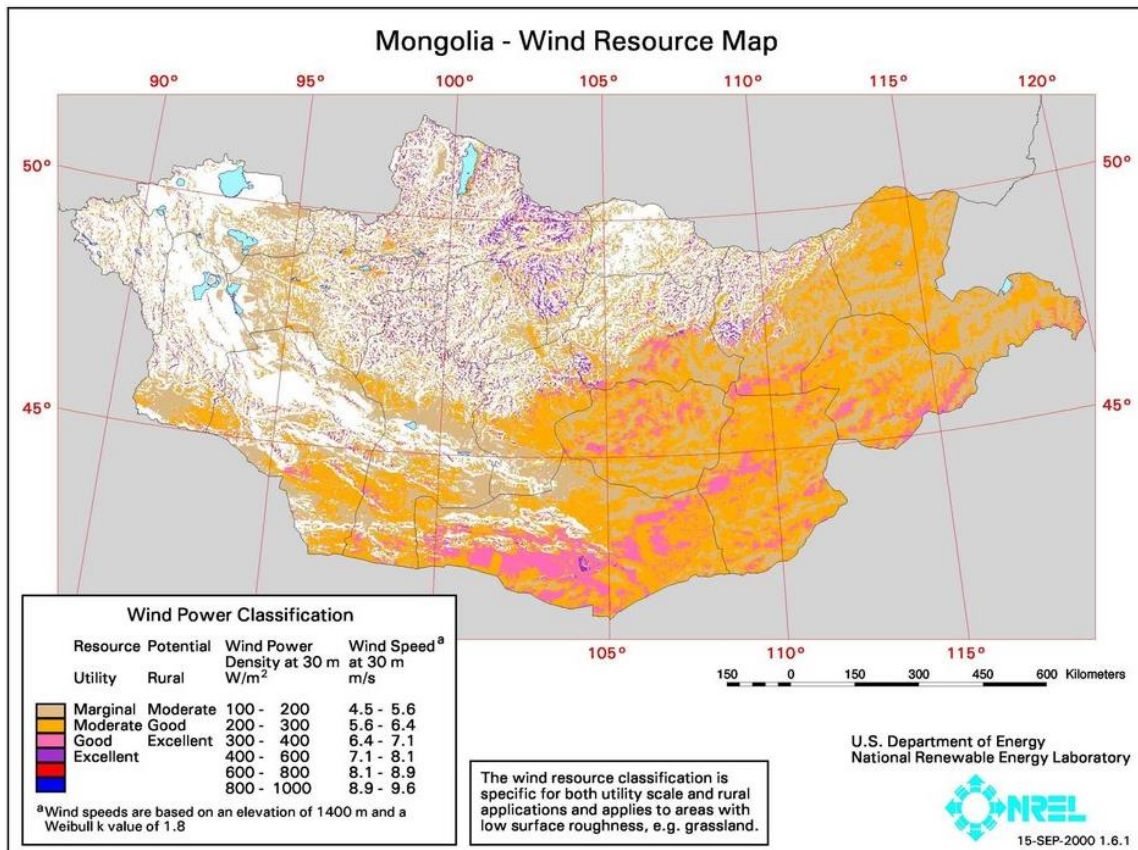 Mongolia - Wind Resource Map
90° 95° 100° 105° 110° 115° 120°
50° 50°
45° 45°
105° 110° 115°
150 0 150 300 450 600 Kilometers
Wind Power Classification
Resource Potential Wind Power Wind Speed a
Density at 30 m at 30 m
Utility Rural W/m2 m/s
Marginal Moderate 100 - 200 4.5 - 5.6
Moderate Good 200 - 300 5.6 - 6.4
Good Excellent 300 - 400 6.4 - 7.1
Excellent 400 - 600 7.1 - 8.1
600 - 800 8.1 - 8.9
800 - 1000 8.9 - 9.6
a Wind speeds are based on an elevation of 1400 m and a
Weibull k value of 1.8
The wind resource classification is
specific for both utility scale and rural
applications and applies to areas with
low surface roughness, e.g. grassland.
U.S. Department of Energy
National Renewable Energy Laboratory
NREL
15-SEP-2000 1.6.1